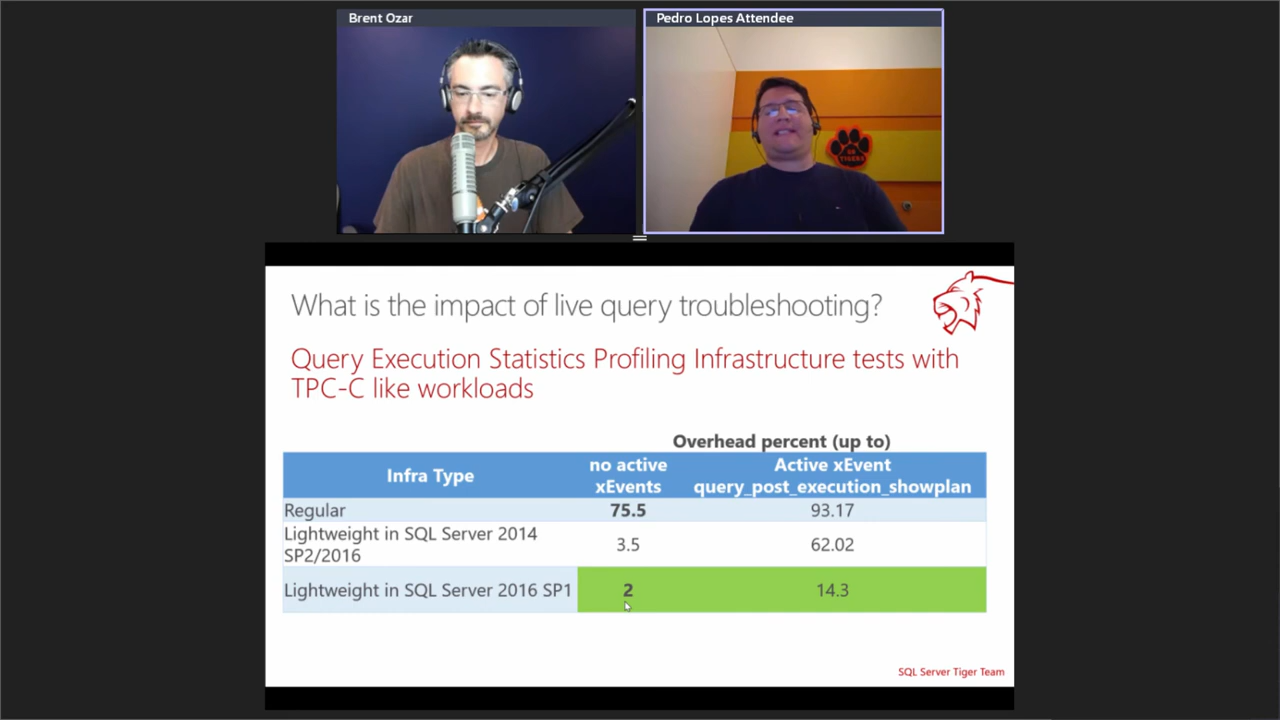 Brent Ozar
Pedro Lopes Attendee
TIGERS
What is the impact of live query troubleshooting?
Query Execution Statistics Profiling Infrastructure tests with
TPC-C like workloads
Overhead percent (up to)
Infra Type
no active
xEvents
Active xEvent
query_post_execution_showplan
Regular
75.5
93.17
Lightweight in SQL Server 2014
SP2/2016
3.5
62.02
Lightweight in SQL Server 2016 SP1
2
14.3
SQL Server Tiger Team